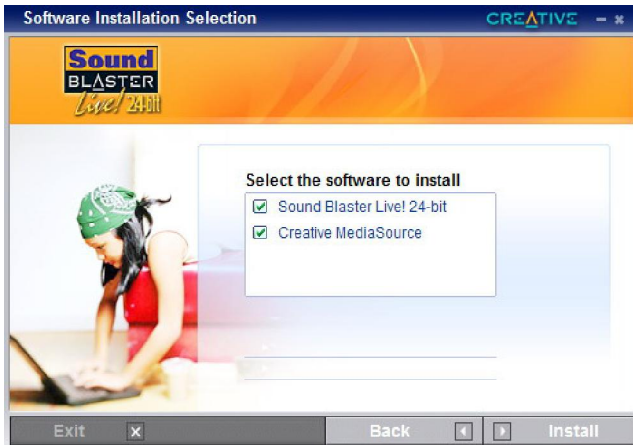 Software Installation Selection
CREATIVE
Sound
BLASTER
Live! 24-bit
Select the software to install
Sound Blaster Live! 24-bit
Creative MediaSource
Exit
Back
Install